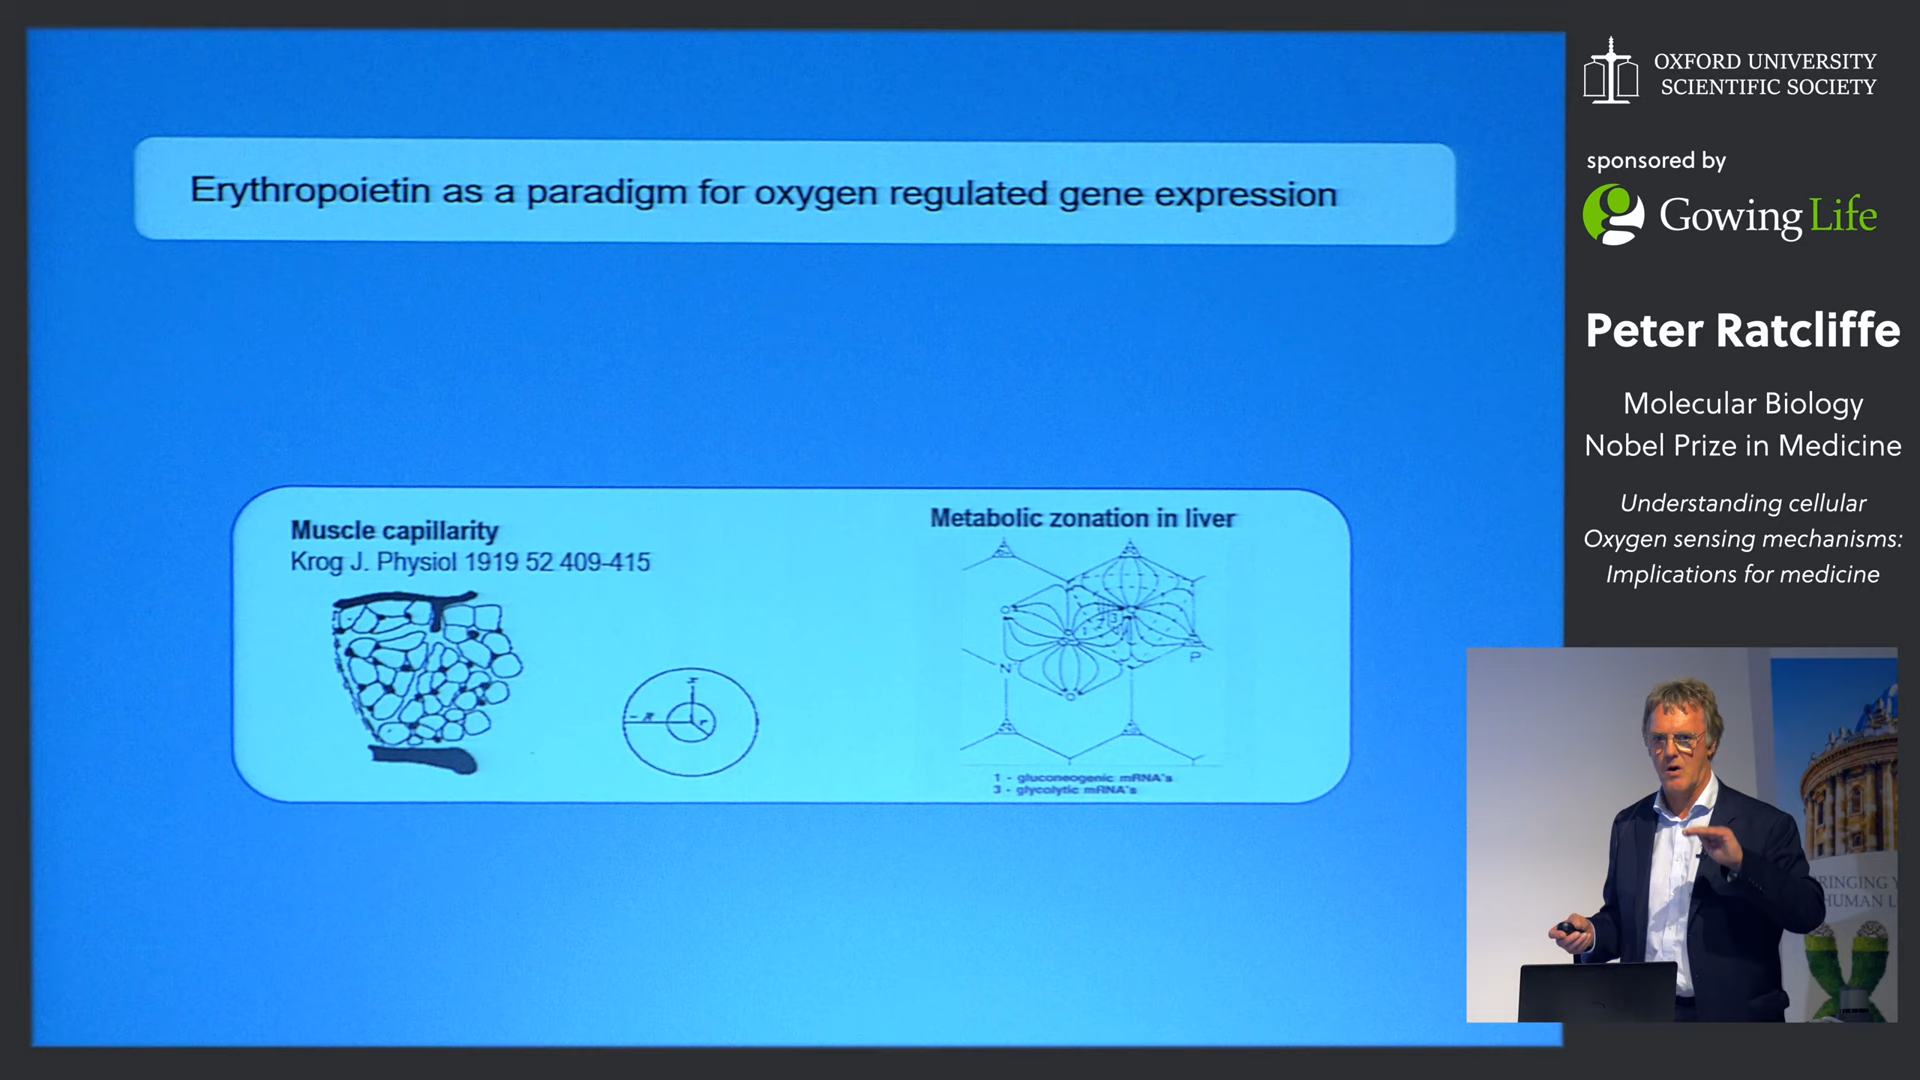 Erythropoietin as a paradigm for oxygen regulated gene expression
Muscle capillarity
Krog J. Physiol 1919 52 409-415
x
R
r
Metabolic zonation in liver
N
P
1 - gluconeogenic mRNA's
3 - glycolytic mRNA's
OXFORD UNIVERSITY
SCIENTIFIC SOCIETY
sponsored by
Gowing Life
Peter Ratcliffe
Molecular Biology
Nobel Prize in Medicine
Understanding cellular
Oxygen sensing mechanisms:
Implications for medicine
RINGING
HUMAN L